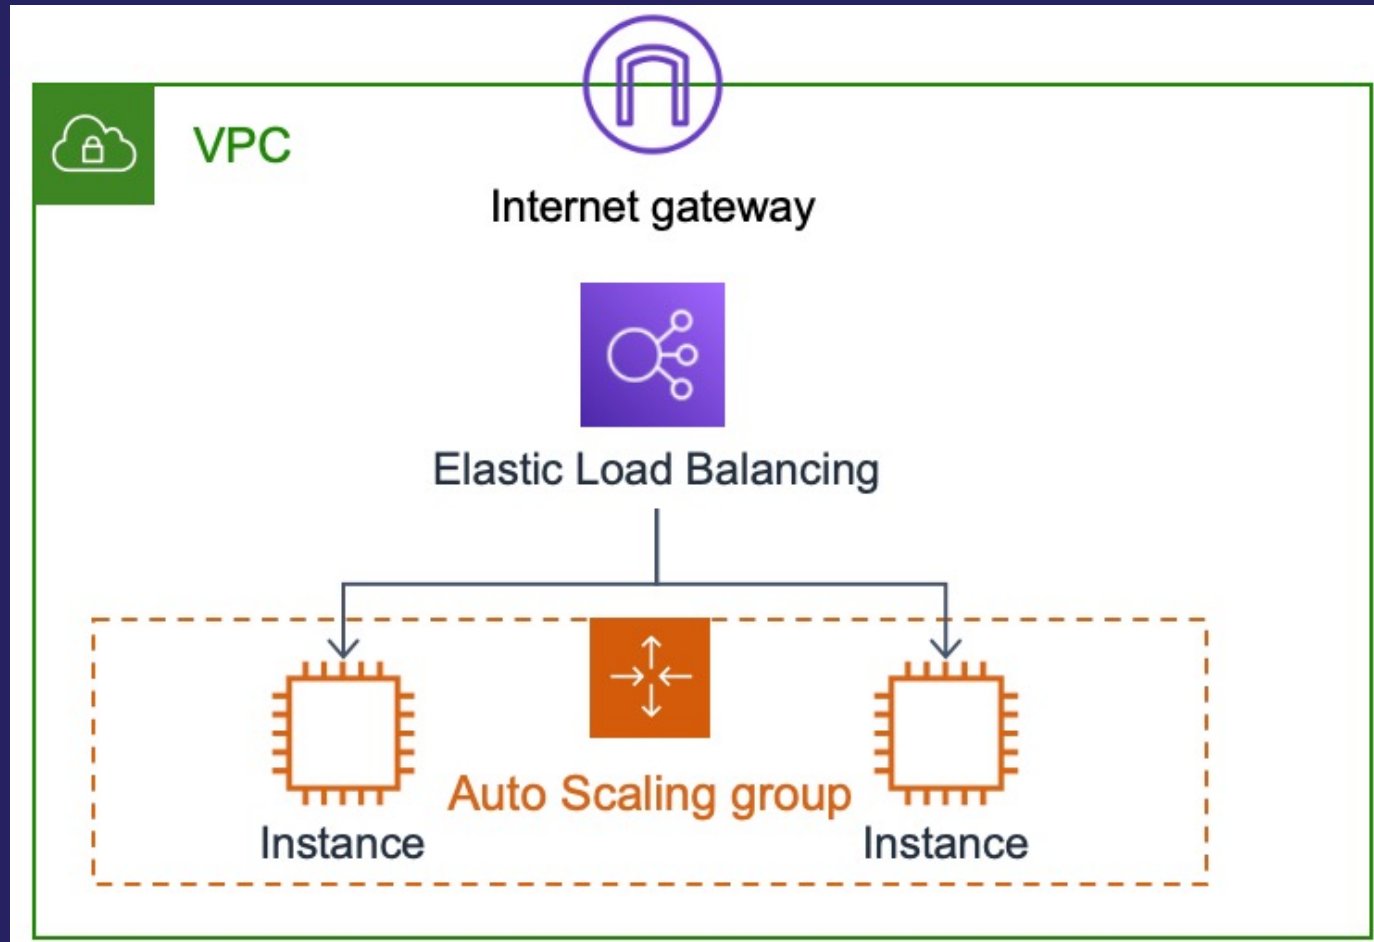 VPC
Internet gateway
Elastic Load Balancing
Auto Scaling group
Instance
Instance